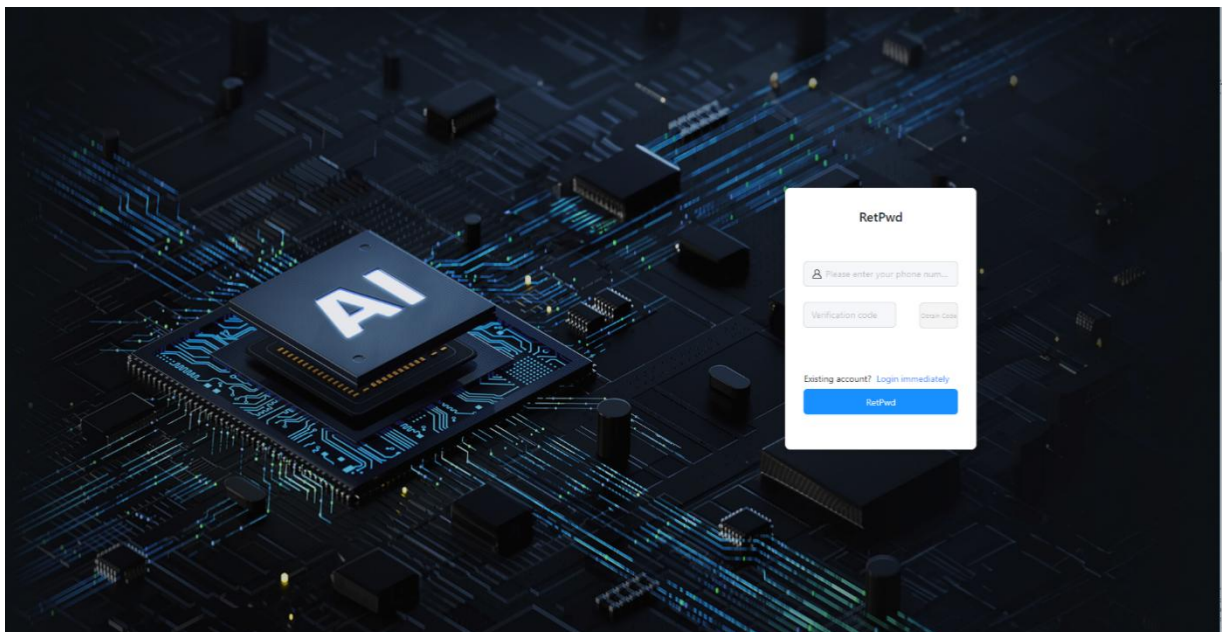 AI
RetPwd
Please enter your phone num...
Verification code
Obtain Code
Existing account? Login immediately
RetPwd